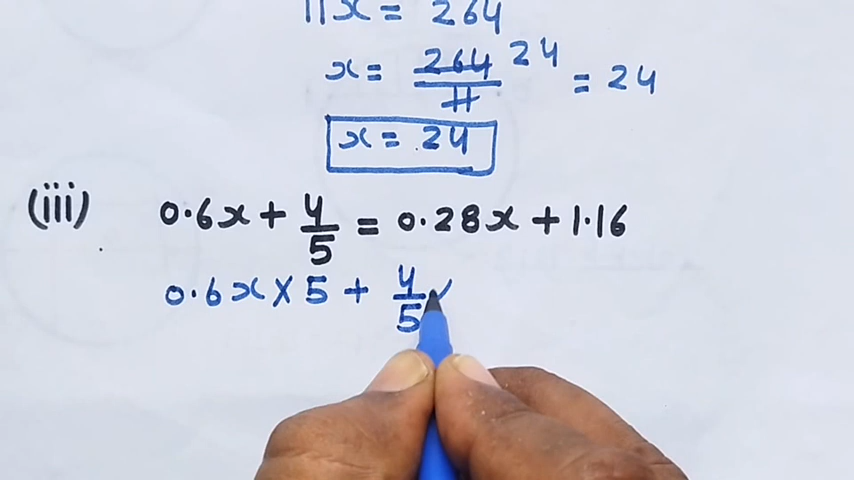 11x = 264
x = 264/11 24 = 24
x = 24
(iii) 0.6x + 4/5 = 0.28x + 1.16
0.6x × 5 + 4/5